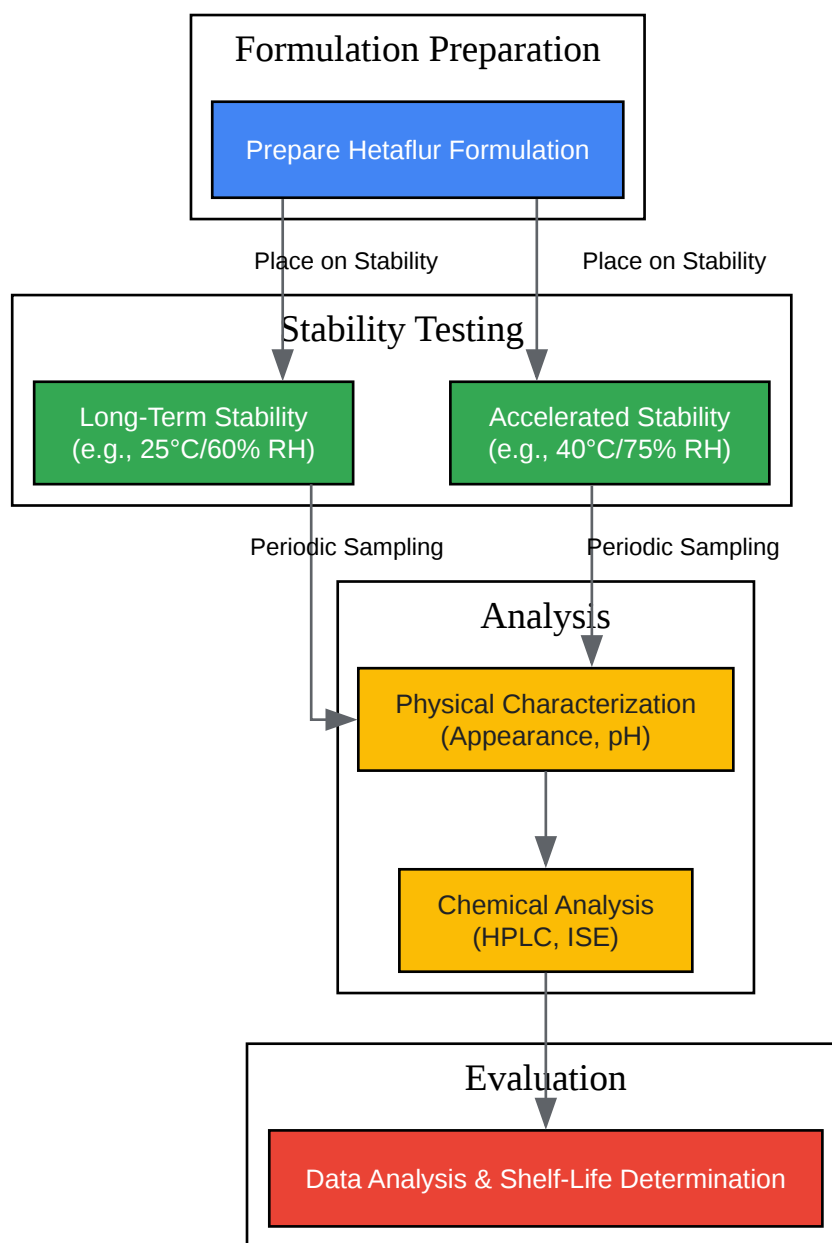 Formulation Preparation
Prepare Hetaflur Formulation
Place on Stability
Place on Stability
Stability Testing
Long-Term Stability
(e.g., 25°C/60% RH)
Accelerated Stability
(e.g., 40°C/75% RH)
Periodic Sampling
Periodic Sampling
Analysis
Physical Characterization
(Appearance, pH)
Chemical Analysis
(HPLC, ISE)
Evaluation
Data Analysis & Shelf-Life Determination